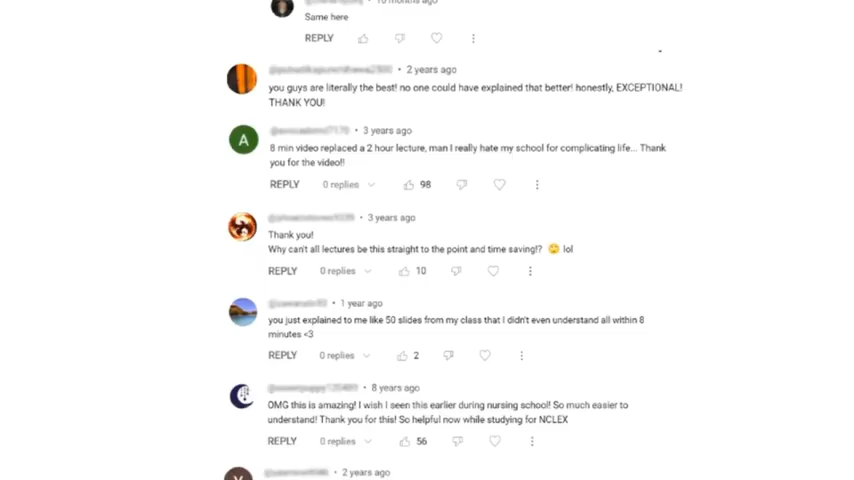 10 months ago
Same here
REPLY
• 2 years ago
you guys are literally the best! no one could have explained that better! honestly, EXCEPTIONAL!
THANK YOU!
A
• 3 years ago
8 min video replaced a 2 hour lecture, man I really hate my school for complicating life... Thank
you for the video!!
REPLY 0 replies 98
• 3 years ago
Thank you!
Why can't all lectures be this straight to the point and time saving!? 🙄 lol
REPLY 0 replies 10
• 1 year ago
you just explained to me like 50 slides from my class that I didn't even understand all within 8
minutes <3
REPLY 0 replies 2
• 8 years ago
OMG this is amazing! I wish I seen this earlier during nursing school! So much easier to
understand! Thank you for this! So helpful now while studying for NCLEX
REPLY 0 replies 56
• 2 years ago